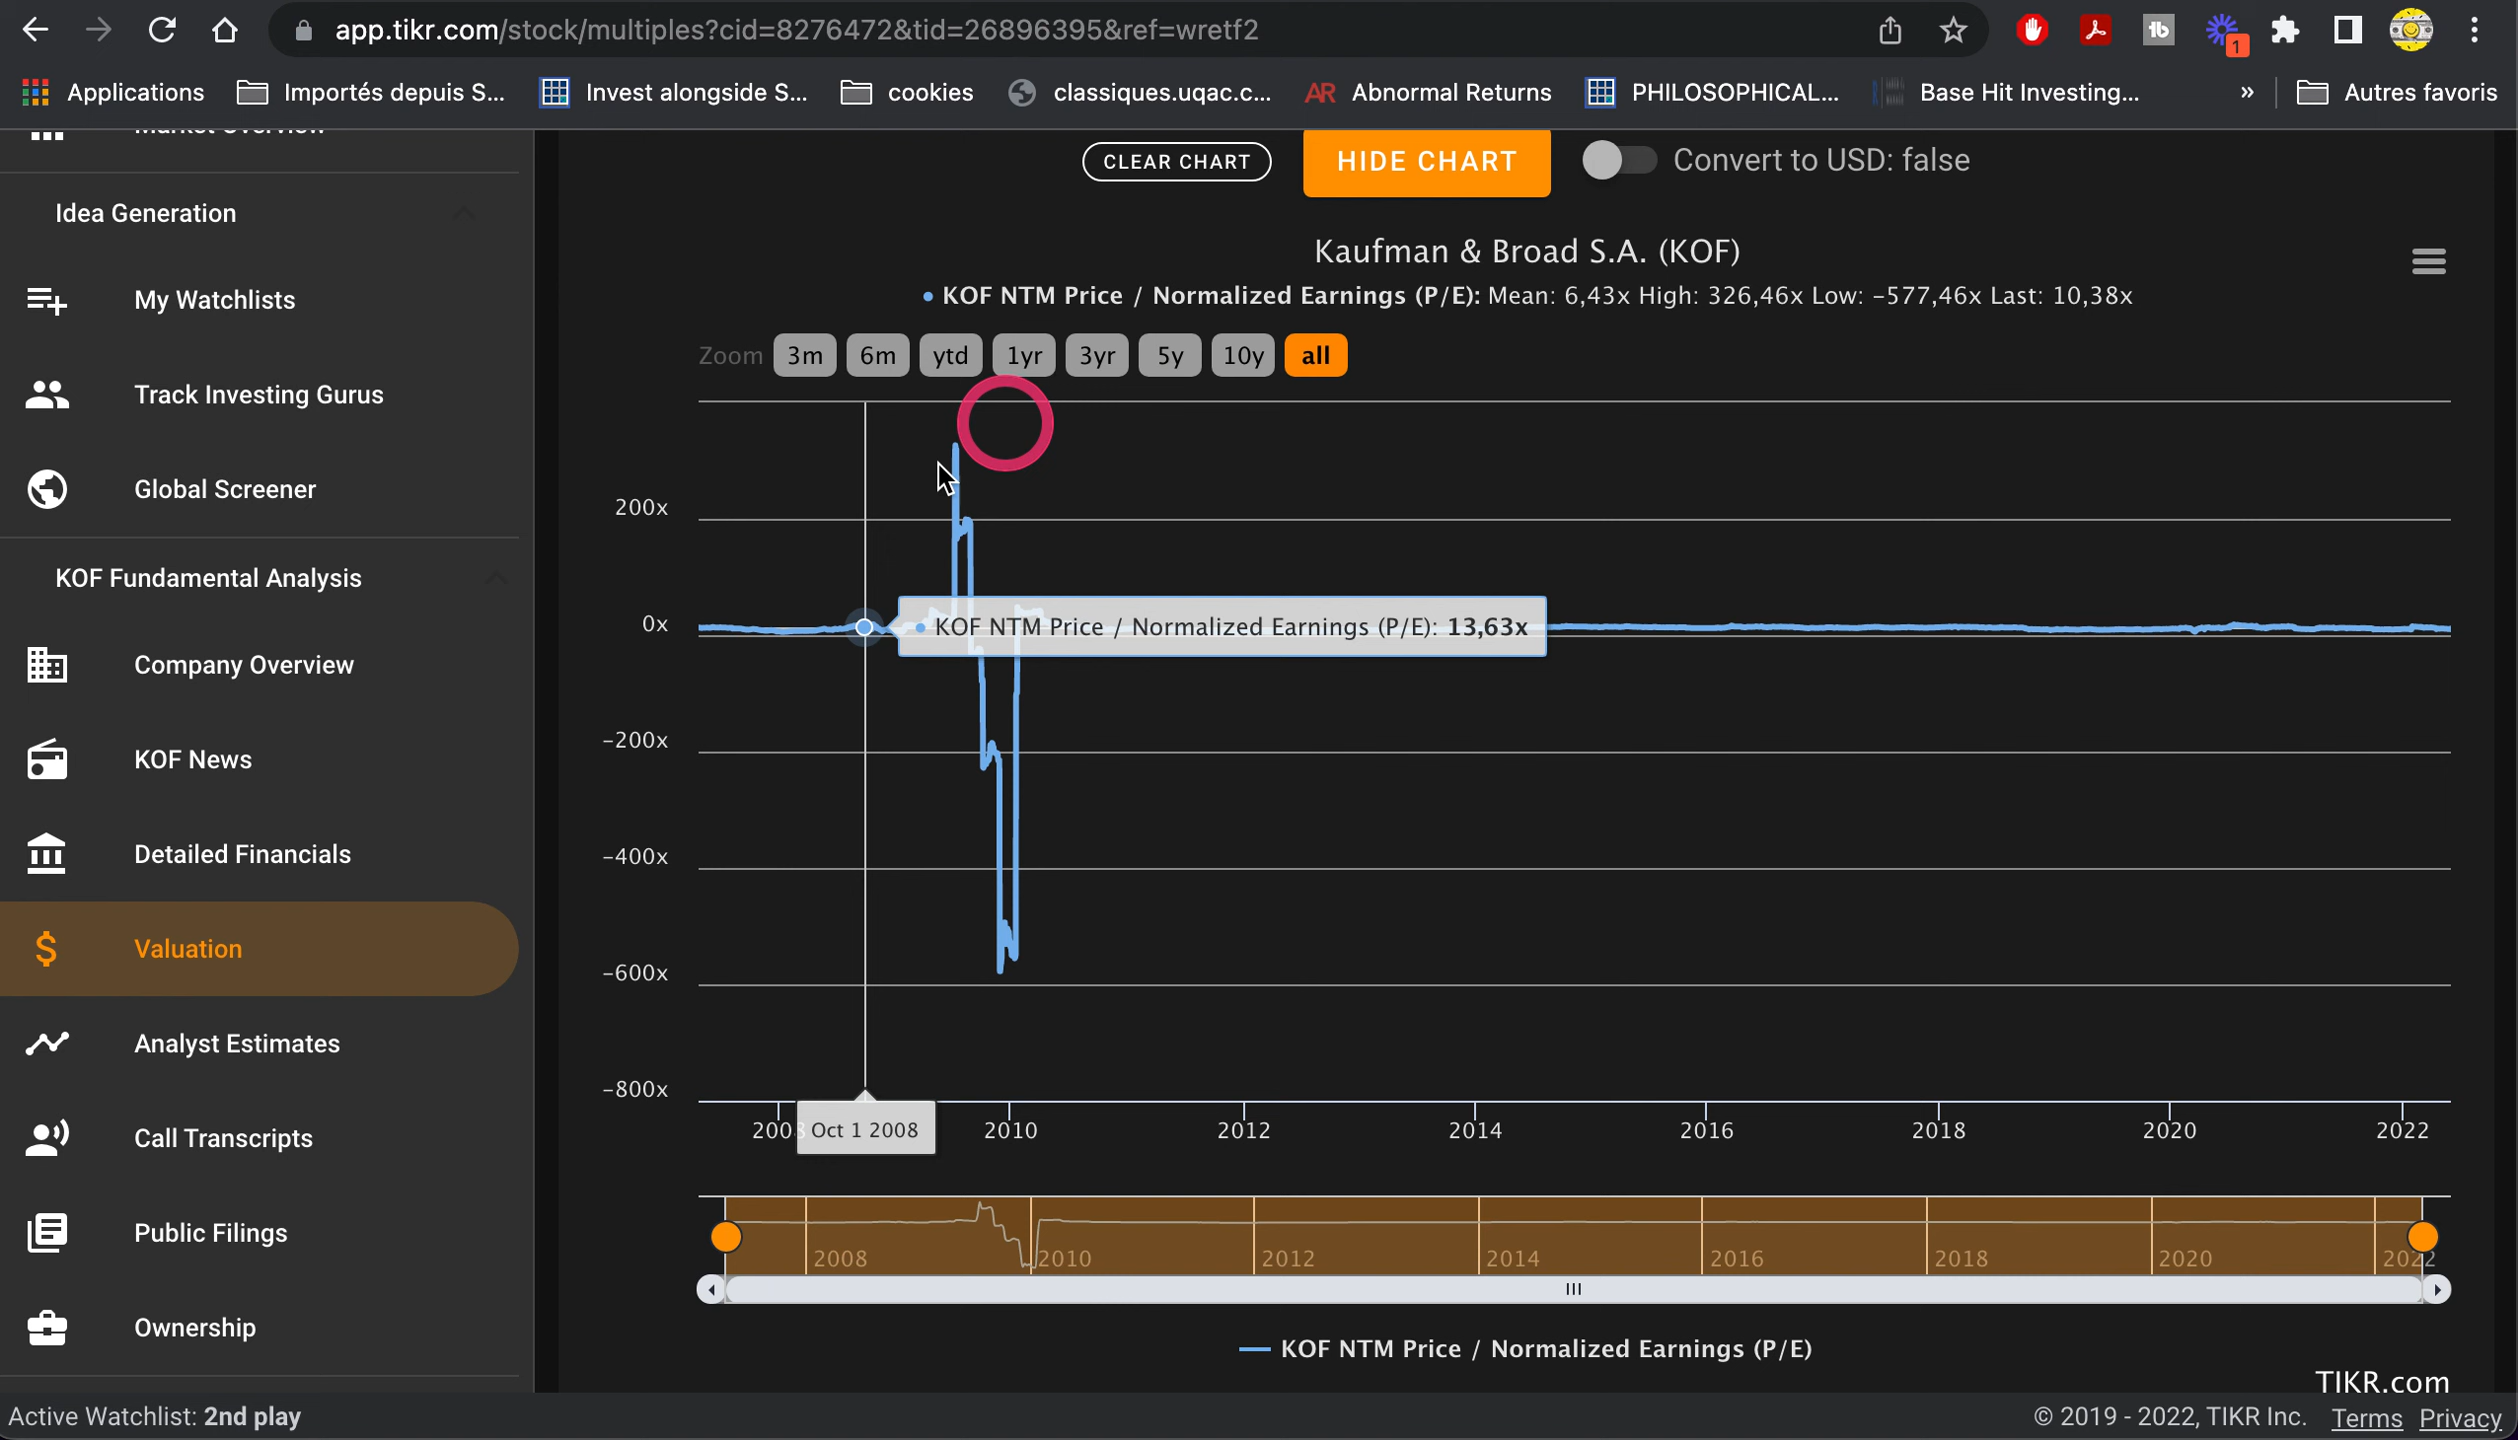 app.tikr.com/stock/multiples?cid=8276472&tid=26896395&ref=wretf2
1
Applications
Importés depuis S...
Invest alongside S...
cookies
classiques.uqac.c...
AR Abnormal Returns
PHILOSOPHICAL...
Base Hit Investing...
»
Autres favoris
Market Overview
Idea Generation
My Watchlists
Track Investing Gurus
Global Screener
KOF Fundamental Analysis
Company Overview
KOF News
Detailed Financials
$ Valuation
Analyst Estimates
Call Transcripts
Public Filings
Ownership
CLEAR CHART
HIDE CHART
Convert to USD: false
Kaufman & Broad S.A. (KOF)
KOF NTM Price / Normalized Earnings (P/E): Mean: 6,43x High: 326,46x Low: -577,46x Last: 10,38x
Zoom 3m 6m ytd 1yr 3yr 5y 10y all
200x
0x
-200x
-400x
-600x
-800x
KOF NTM Price / Normalized Earnings (P/E): 13,63x
Oct 1 2008
2008 2010 2012 2014 2016 2018 2020 2022
2008 2010 2012 2014 2016 2018 2020 2022
KOF NTM Price / Normalized Earnings (P/E)
TIKR.com
Active Watchlist: 2nd play
© 2019 - 2022, TIKR Inc. Terms Privacy